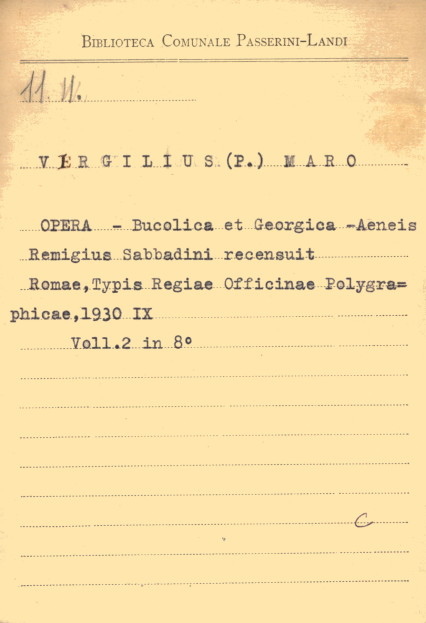 BIBLIOTECA COMUNALE PASSERINI-LANDI
11. 11.
VERGILIUS (P.) MARO
OPERA - Bucolica et Georgica -Aeneis
Remigius Sabbadini recensuit
Romae,Typis Regiae Officinae Polygra=
phicae,1930 IX
Voll.2 in 8°
C